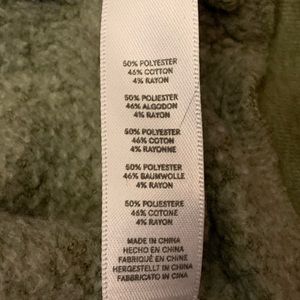 50% POLYESTER
46% COTTON
4% RAYON
50% POLIESTER
46% ALGODON
4% RAYON
50% POLYESTER
46% COTON
4% RAYONNE
50% POLYESTER
46% BAUMWOLLE
4% RAYON
50% POLIESTERE
46% COTONE
4% RAYON
MADE IN CHINA
HECHO EN CHINA
FABRIQUÉ EN CHINE
HERGESTELLT IN CHINA
FABBRICATO IN CINA